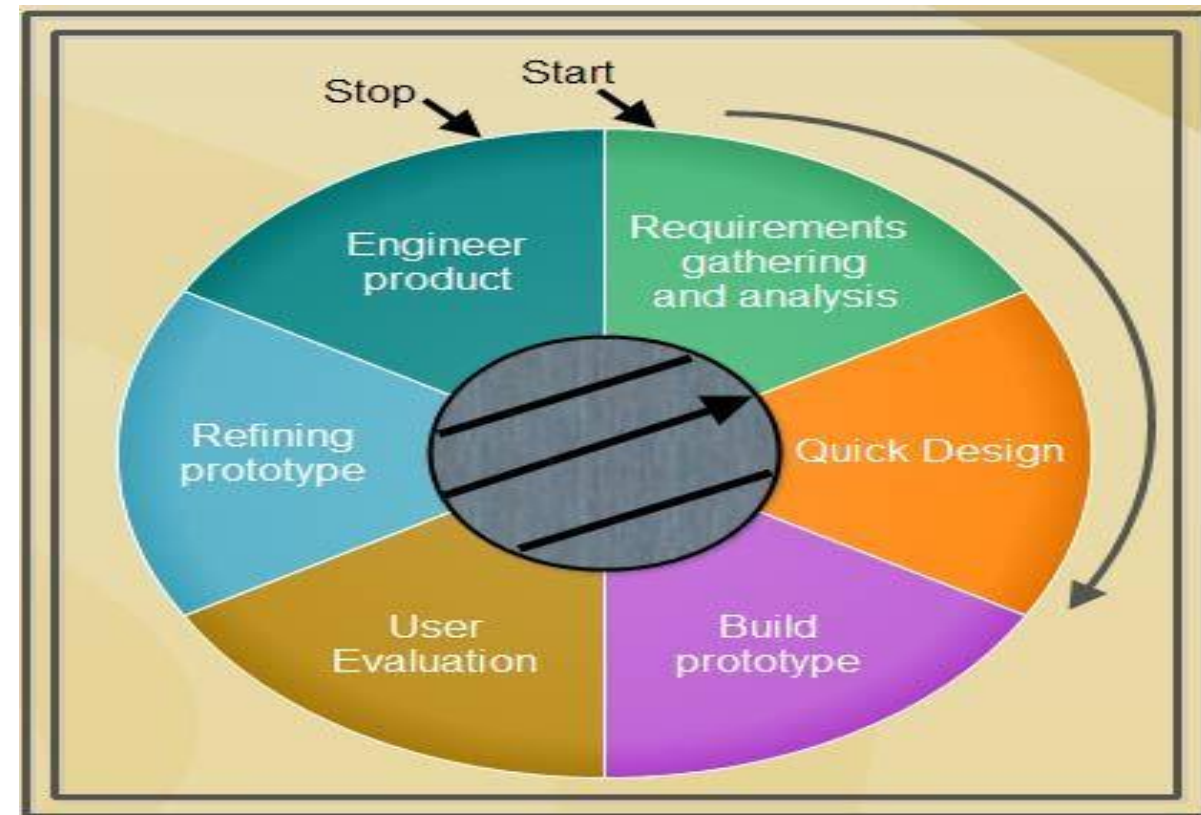 Stop
Start
Requirements
gathering
and analysis
Quick Design
Build
prototype
User
Evaluation
Refining
prototype
Engineer
product